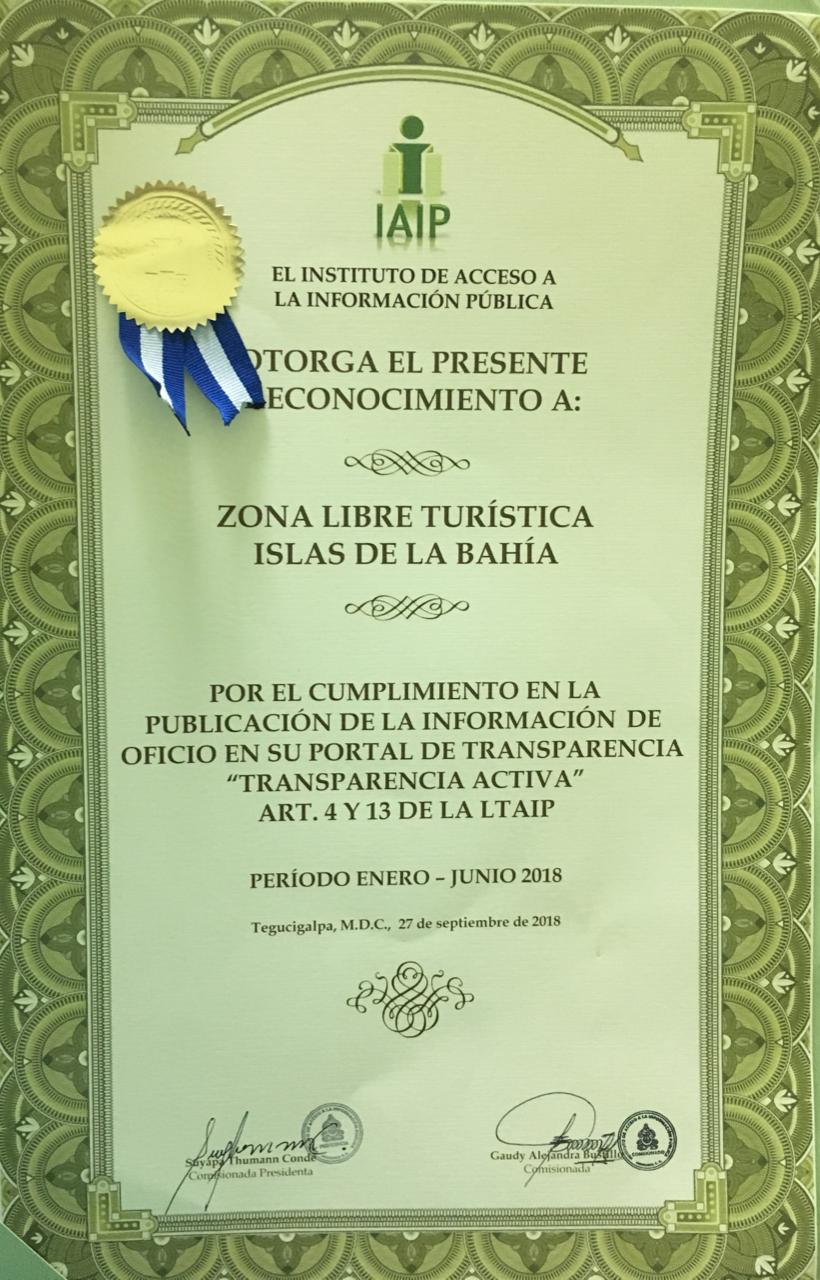 IAIP
EL INSTITUTO DE ACCESO A
LA INFORMACIÓN PÚBLICA
OTORGA EL PRESENTE
RECONOCIMIENTO A:
ZONA LIBRE TURÍSTICA
ISLAS DE LA BAHÍA
POR EL CUMPLIMIENTO EN LA
PUBLICACIÓN DE LA INFORMACIÓN DE
OFICIO EN SU PORTAL DE TRANSPARENCIA
“TRANSPARENCIA ACTIVA”
ART. 4 Y 13 DE LA LTAIP
PERÍODO ENERO – JUNIO 2018
Tegucigalpa, M.D.C., 27 de septiembre de 2018
Suyapa Thumann Conde
Comisionada Presidenta
Gaudy Alejandra Bustillo
Comisionada